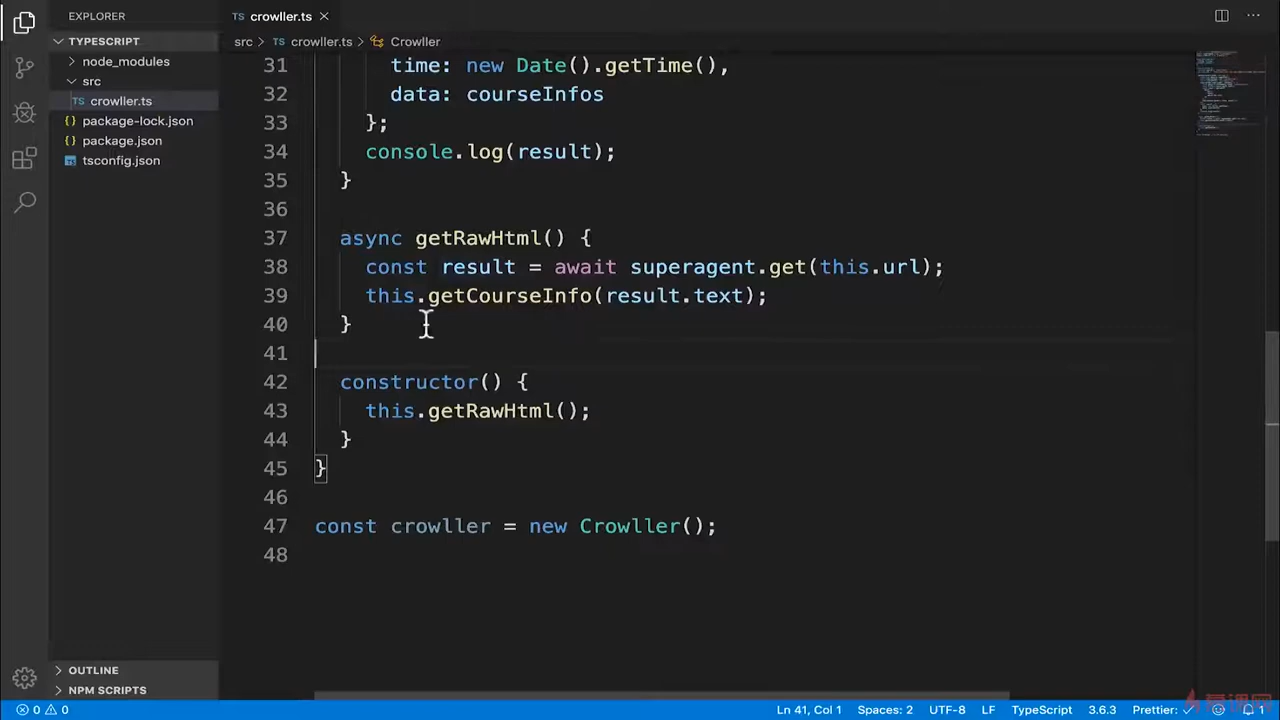 EXPLORER
TS crowller.ts
TYPESCRIPT
src > TS crowller.ts > Crowller
node_modules
src
TS crowller.ts
{} package-lock.json
{} package.json
tsconfig.json
31 time: new Date().getTime(),
32 data: courseInfos
33 };
34 console.log(result);
35 }
36
37 async getRawHtml() {
38 const result = await superagent.get(this.url);
39 this.getCourseInfo(result.text);
40 }
41
42 constructor() {
43 this.getRawHtml();
44 }
45 }
46
47 const crowller = new Crowller();
48
OUTLINE
NPM SCRIPTS
0 0
Ln 41, Col 1
Spaces: 2
UTF-8
LF
TypeScript
3.6.3
Prettier: ✓
1
慕课网